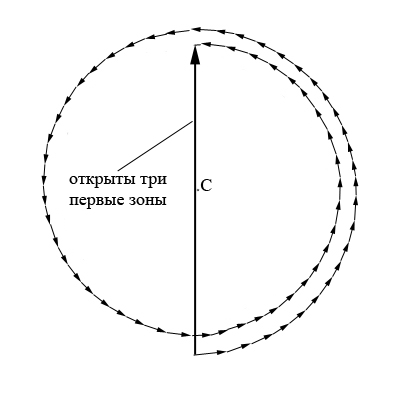 открыты три
первые зоны
.C